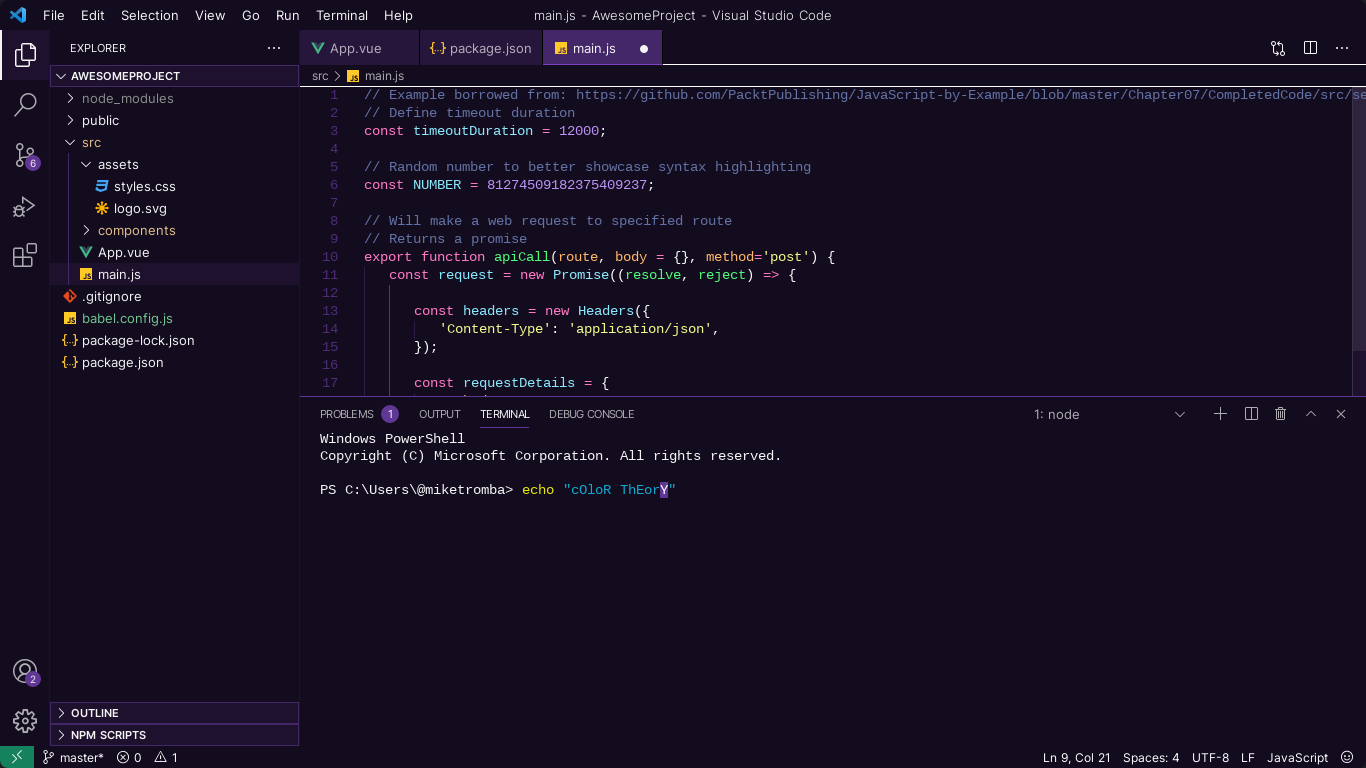 File Edit Selection View Go Run Terminal Help
main.js - AwesomeProject - Visual Studio Code
EXPLORER
App.vue
{..} package.json
JS main.js
AWESOMEPROJECT
src > JS main.js
node_modules
public
src
assets
styles.css
logo.svg
components
App.vue
JS main.js
.gitignore
JS babel.config.js
{..} package-lock.json
{..} package.json
6
2
OUTLINE
NPM SCRIPTS
1 // Example borrowed from: https://github.com/PacktPublishing/JavaScript-by-Example/blob/master/Chapter07/CompletedCode/src/se
2 // Define timeout duration
3 const timeoutDuration = 12000;
4
5 // Random number to better showcase syntax highlighting
6 const NUMBER = 81274509182375409237;
7
8 // Will make a web request to specified route
9 // Returns a promise
10 export function apiCall(route, body = {}, method='post') {
11 const request = new Promise((resolve, reject) => {
12
13 const headers = new Headers({
14 'Content-Type': 'application/json',
15 });
16
17 const requestDetails = {
PROBLEMS 1 OUTPUT TERMINAL DEBUG CONSOLE
1: node
Windows PowerShell
Copyright (C) Microsoft Corporation. All rights reserved.
PS C:\Users\@miketromba> echo "cOloR ThEorY"
master* 0 1
Ln 9, Col 21 Spaces: 4 UTF-8 LF JavaScript